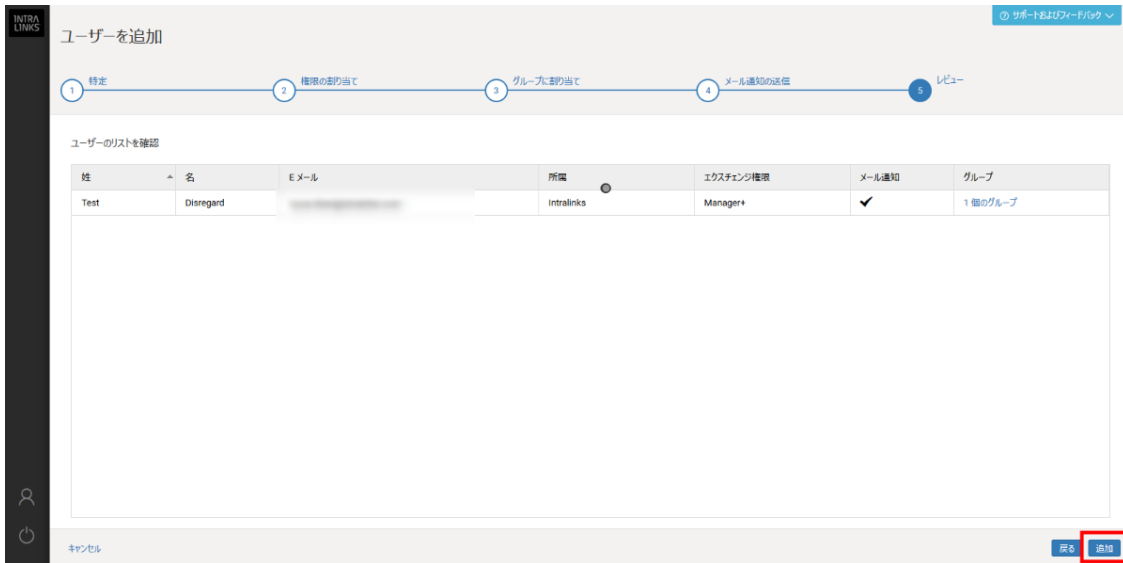 INTRA
LINKS
サポートおよびフィードバック
ユーザーを追加
1 特定
2 権限の割り当て
3 グループに割り当て
4 メール通知の送信
5 レビュー
ユーザーのリストを確認
姓 名 E メール 所属 エクスチェンジ権限 メール通知 グループ
Test Disregard Intralinks Manager+ ✔ 1 個のグループ
キャンセル 戻る 追加